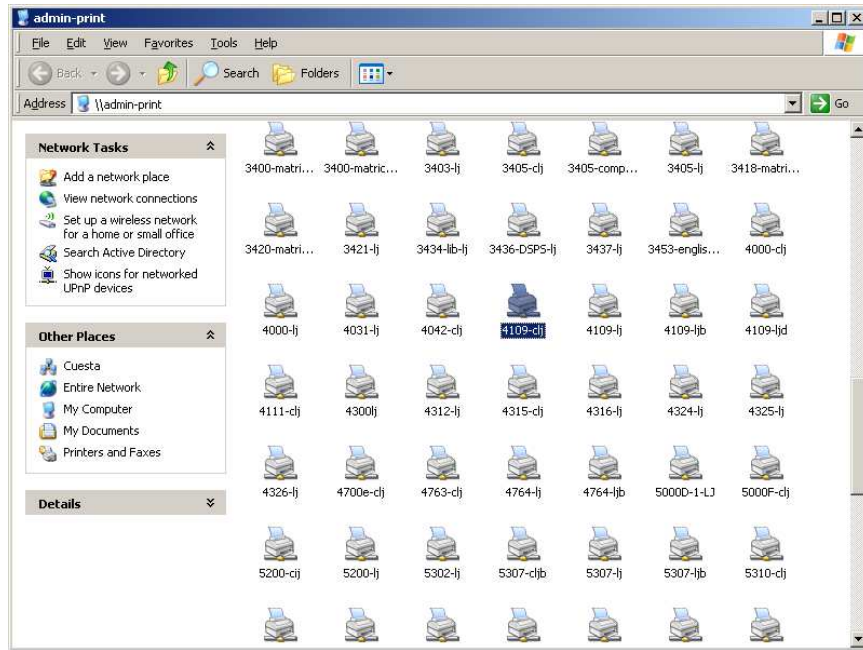 admin-print
File Edit View Favorites Tools Help
Back Search Folders
Address \\admin-print Go
Network Tasks
Add a network place
View network connections
Set up a wireless network
for a home or small office
Search Active Directory
Show icons for networked
UPnP devices
Other Places
Cuesta
Entire Network
My Computer
My Documents
Printers and Faxes
Details
3400-matri... 3400-matric... 3403-lj 3405-clj 3405-comp... 3405-lj 3418-matri...
3420-matri... 3421-lj 3434-lib-lj 3436-DSPS-lj 3437-lj 3453-englis... 4000-clj
4000-lj 4031-lj 4042-clj 4109-clj 4109-lj 4109-ljb 4109-ljd
4111-clj 4300lj 4312-lj 4315-clj 4316-lj 4324-lj 4325-lj
4326-lj 4700e-clj 4763-clj 4764-lj 4764-ljb 5000D-1-LJ 5000F-clj
5200-cij 5200-lj 5302-lj 5307-cljb 5307-lj 5307-ljb 5310-clj